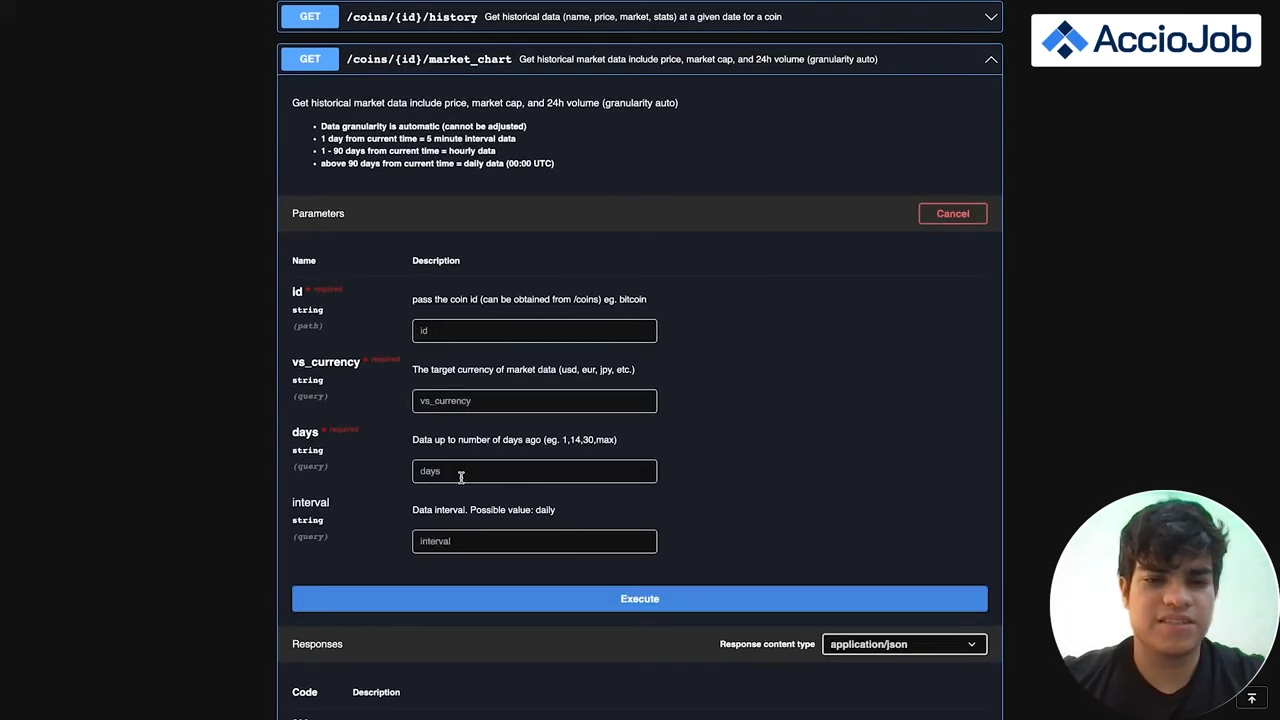 GET /coins/{id}/history Get historical data (name, price, market, stats) at a given date for a coin
AccioJob
GET /coins/{id}/market_chart Get historical market data include price, market cap, and 24h volume (granularity auto)
Get historical market data include price, market cap, and 24h volume (granularity auto)
• Data granularity is automatic (cannot be adjusted)
• 1 day from current time = 5 minute interval data
• 1 - 90 days from current time = hourly data
• above 90 days from current time = daily data (00:00 UTC)
Parameters
Cancel
Name
Description
id * required
string
(path)
pass the coin id (can be obtained from /coins) eg. bitcoin
id
vs_currency * required
string
(query)
The target currency of market data (usd, eur, jpy, etc.)
vs_currency
days * required
string
(query)
Data up to number of days ago (eg. 1,14,30,max)
days
interval
string
(query)
Data interval. Possible value: daily
interval
Execute
Responses
Response content type
application/json
Code
Description